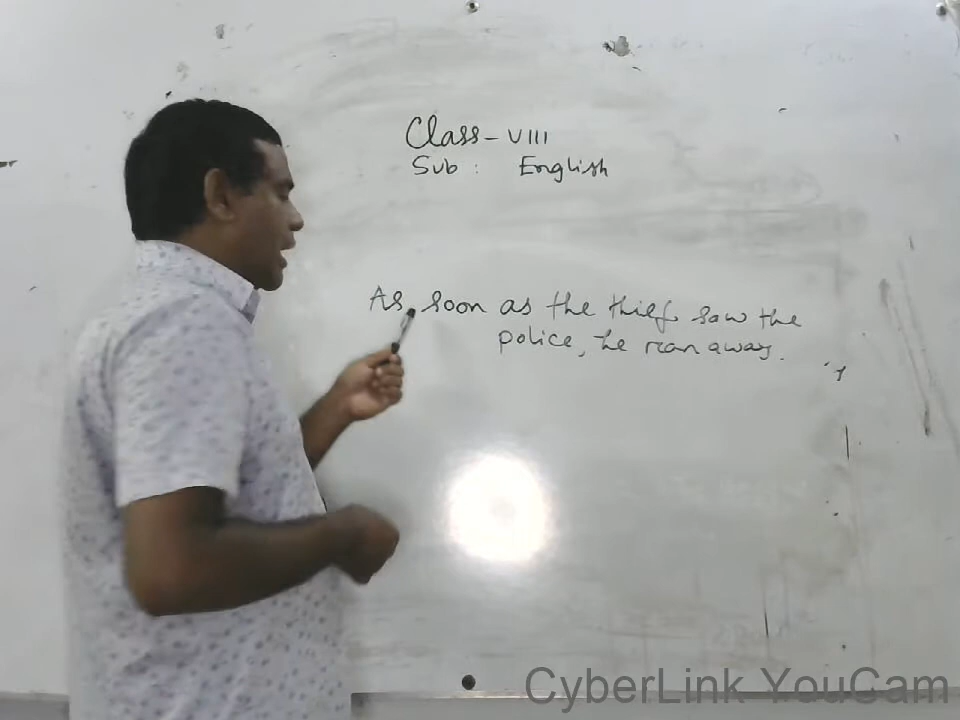 Class - VIII
Sub : English
As soon as the thief saw the
police, he ran away.
CyberLink YouCam